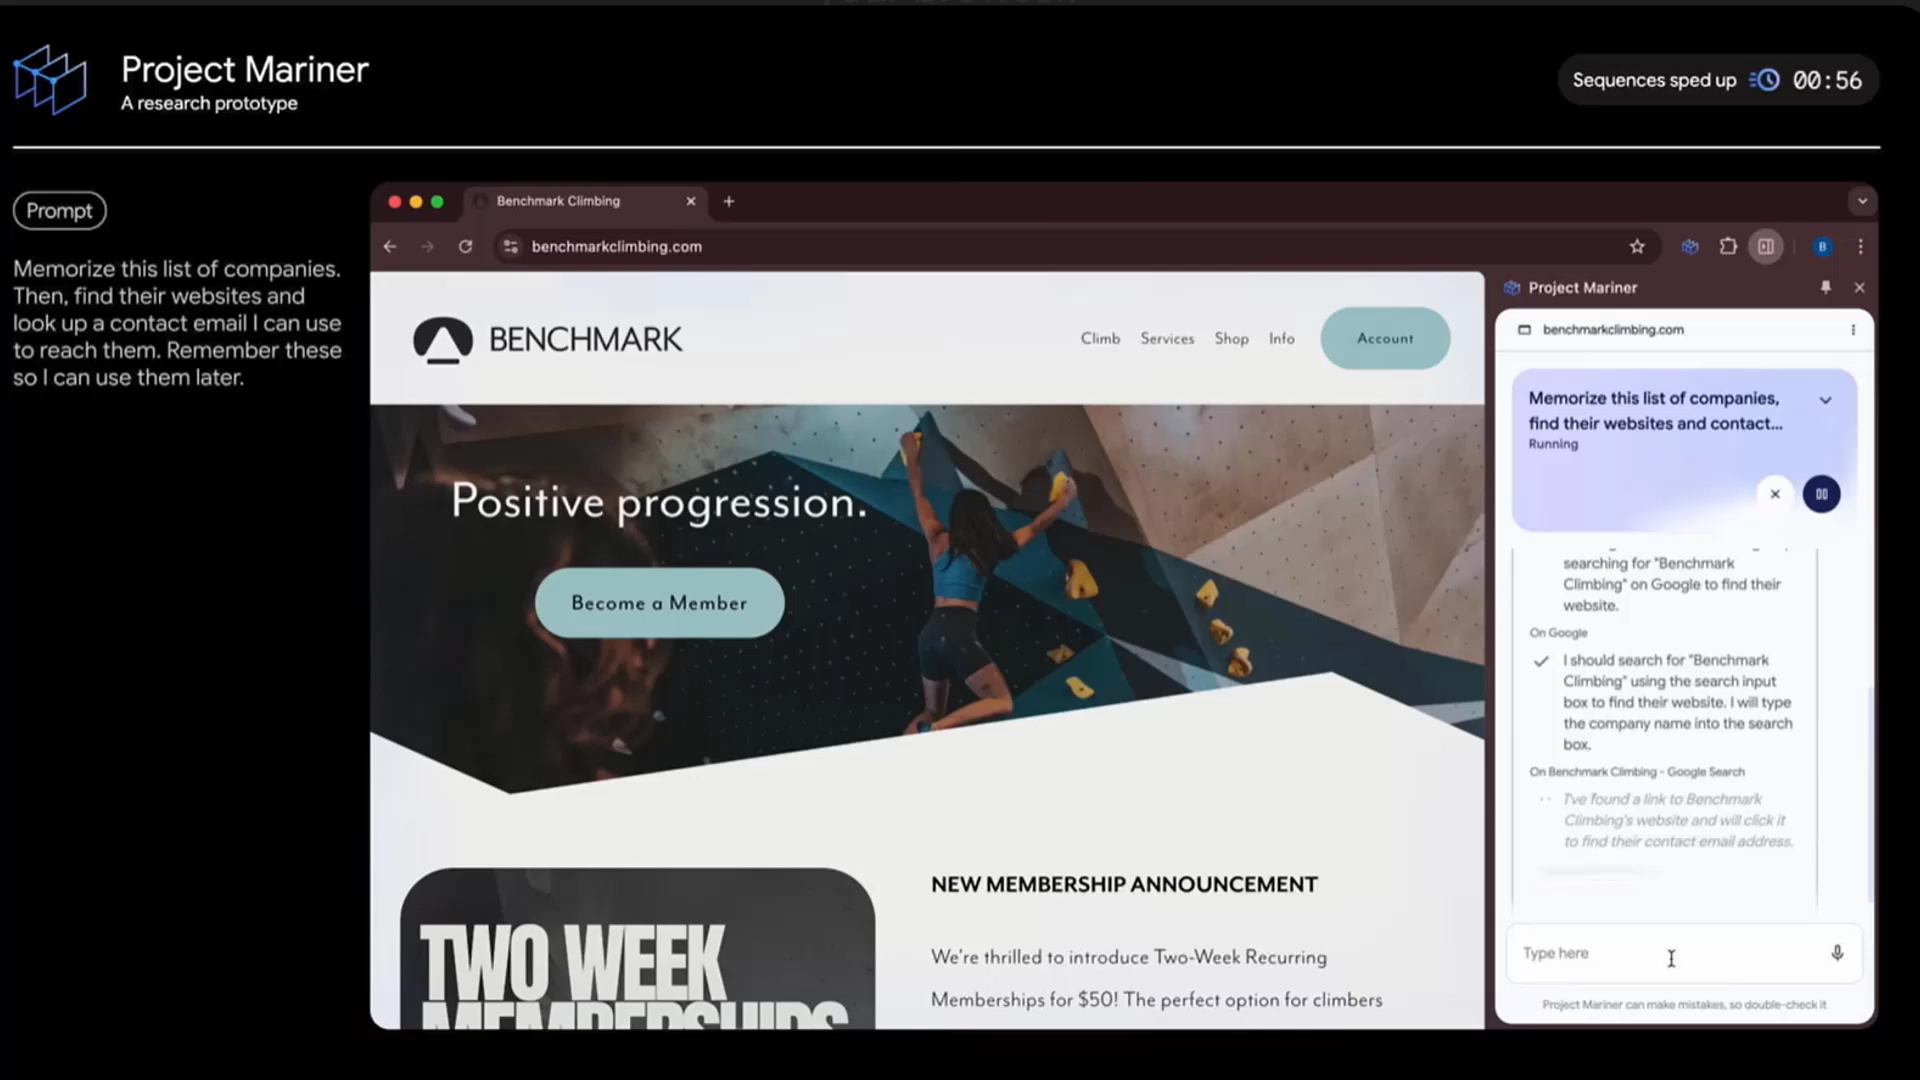 Project Mariner
A research prototype
Sequences sped up 00:56
Prompt
Memorize this list of companies.
Then, find their websites and
look up a contact email I can use
to reach them. Remember these
so I can use them later.
Benchmark Climbing
benchmarkclimbing.com
B
BENCHMARK
Climb Services Shop Info Account
Positive progression.
Become a Member
TWO WEEK
MEMBERSHIPS
NEW MEMBERSHIP ANNOUNCEMENT
We're thrilled to introduce Two-Week Recurring
Memberships for $50! The perfect option for climbers
Project Mariner
benchmarkclimbing.com
Memorize this list of companies,
find their websites and contact...
Running
searching for "Benchmark
Climbing" on Google to find their
website.
On Google
I should search for "Benchmark
Climbing" using the search input
box to find their website. I will type
the company name into the search
box.
On Benchmark Climbing - Google Search
I've found a link to Benchmark
Climbing's website and will click it
to find their contact email address.
Type here
Project Mariner can make mistakes, so double-check it